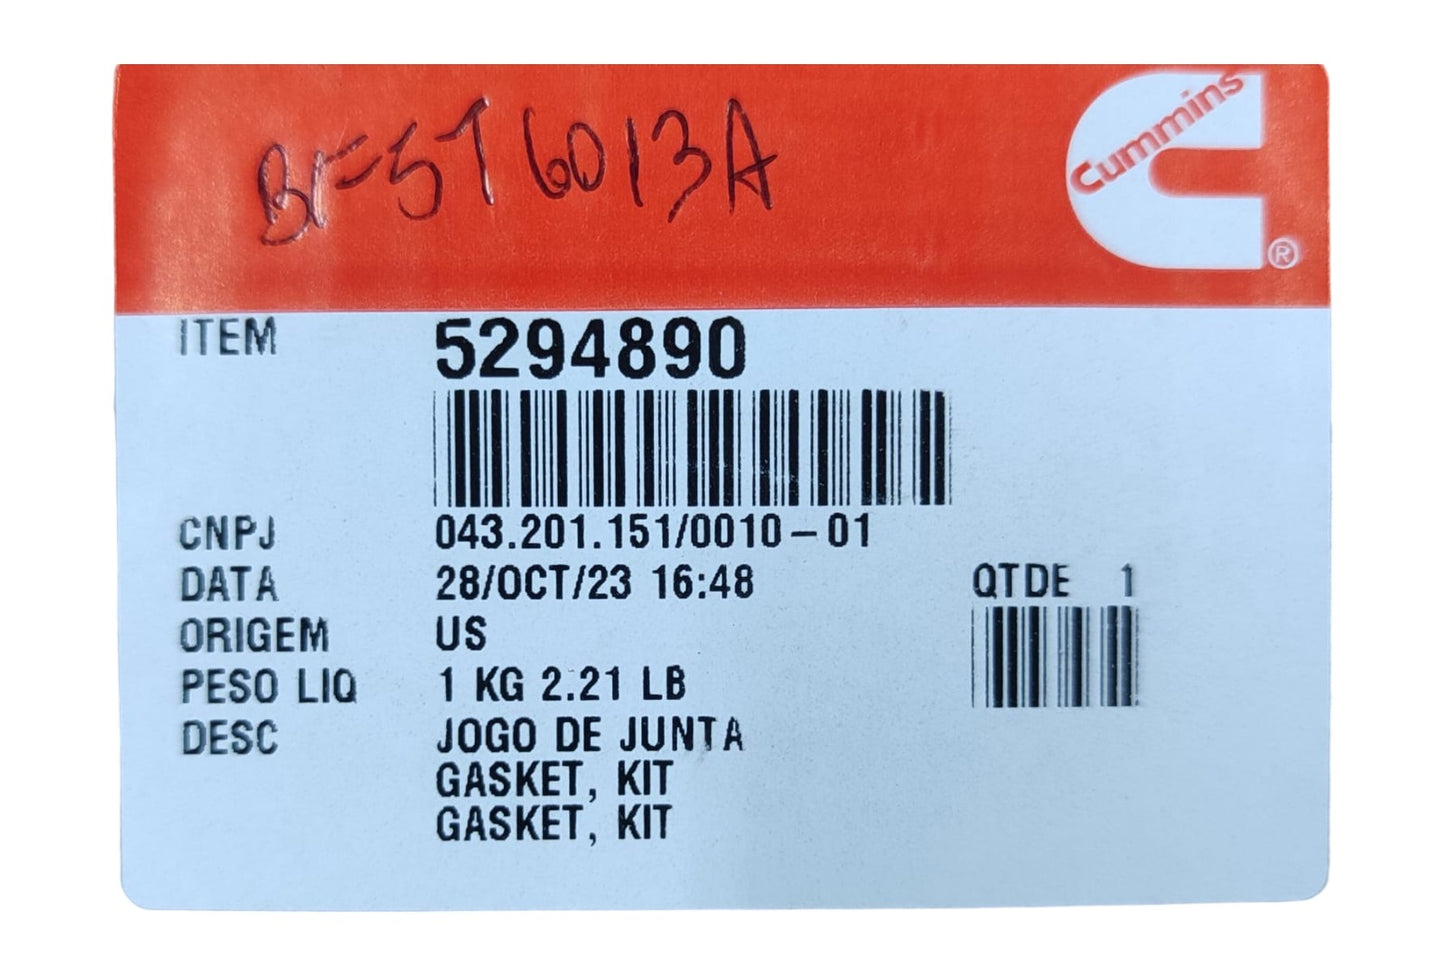 BF5T6013A
Cummins
®
ITEM 5294890
CNPJ 043.201.151/0010-01
DATA 28/OCT/23 16:48 QTDE 1
ORIGEM US
PESO LIQ 1 KG 2.21 LB
DESC JOGO DE JUNTA
GASKET, KIT
GASKET, KIT